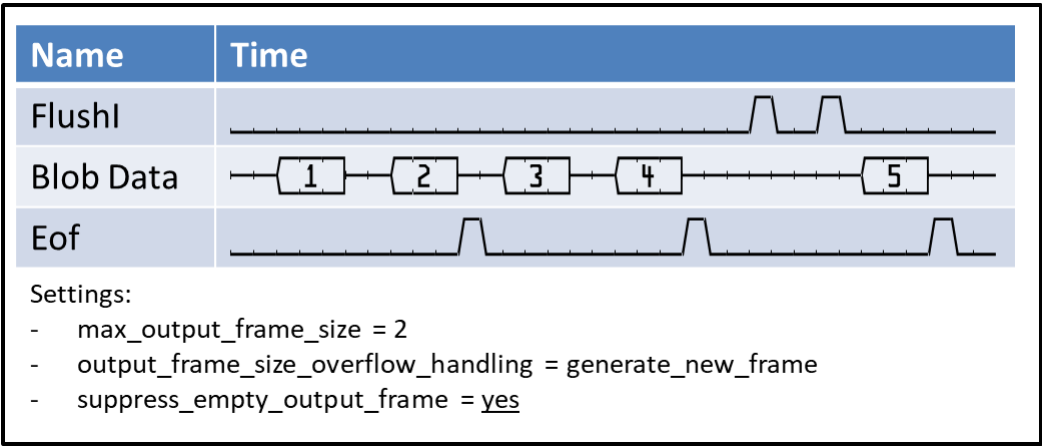 Name Time
FlushI
Blob Data 1 2 3 4 5
Eof
Settings:
- max_output_frame_size = 2
- output_frame_size_overflow_handling = generate_new_frame
- suppress_empty_output_frame = yes